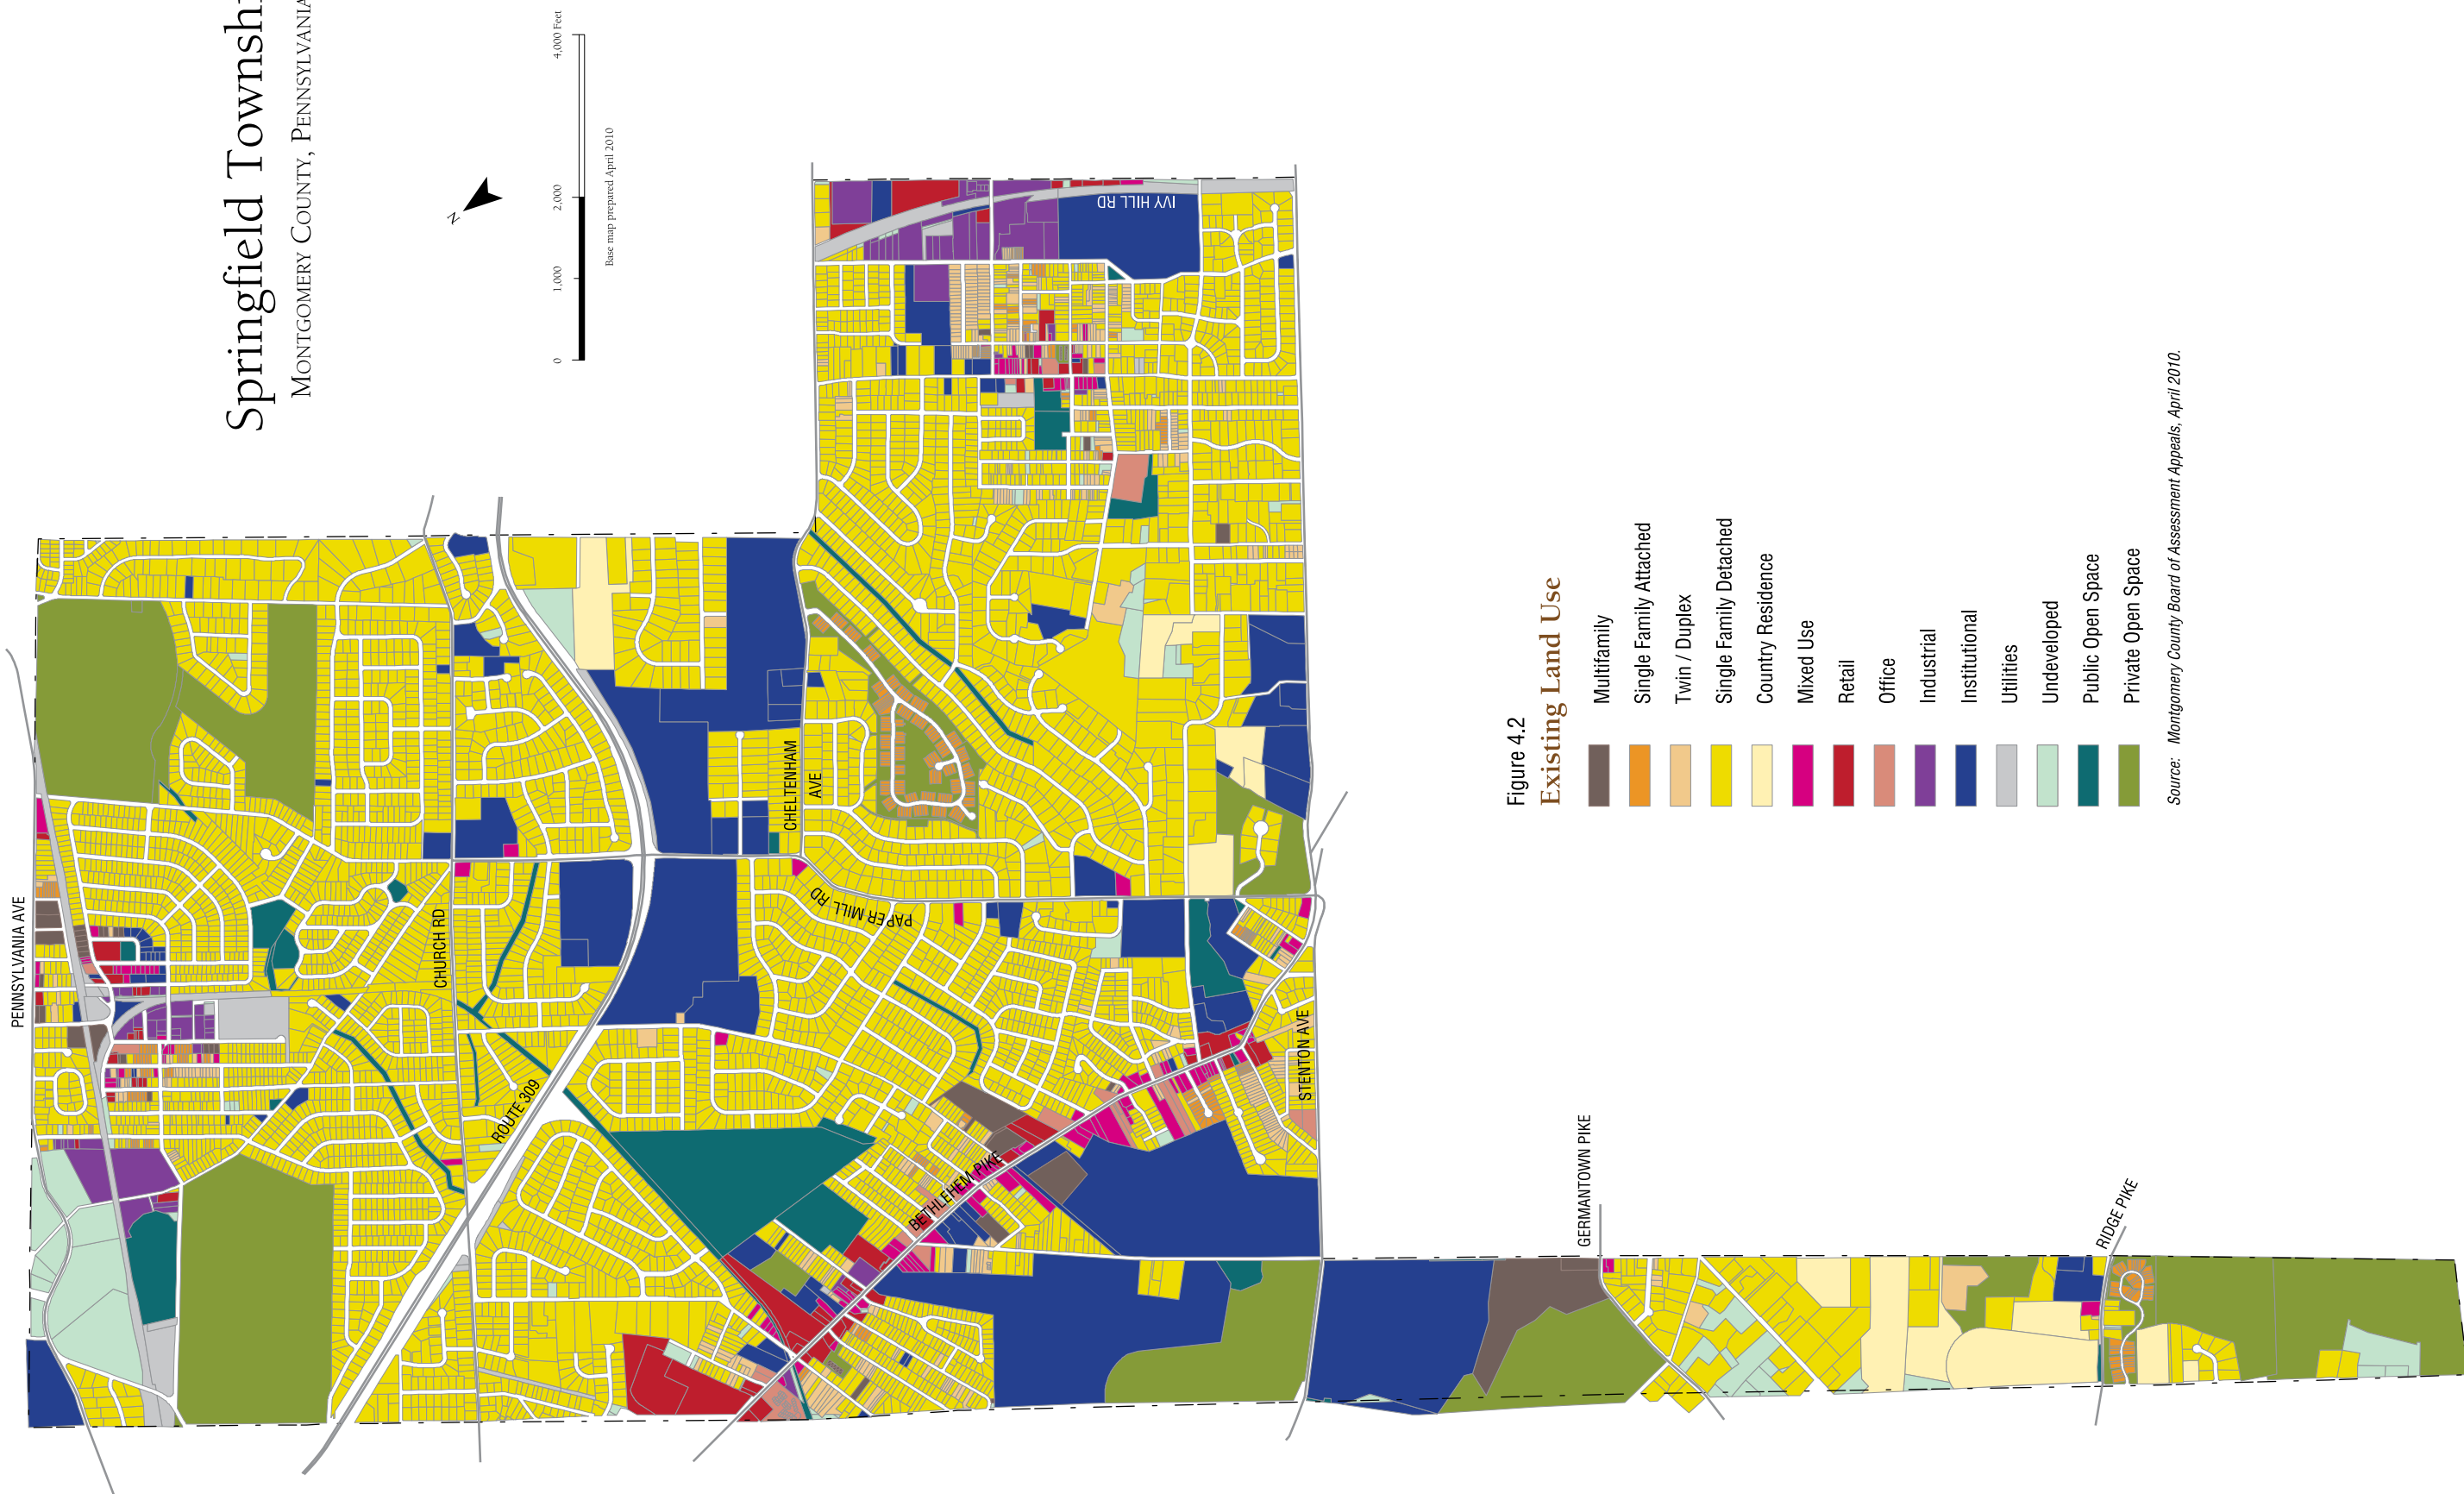 Springfield Townshi
MONTGOMERY COUNTY, PENNSYLVANIA
N
0
1,000
2,000
4,000 Feet
Base map prepared April 2010
PENNSYLVANIA AVE
CHURCH RD
ROUTE 309
CHELTENHAM
AVE
PAPER MILL RD
BETHLEHEM PIKE
IVY HILL RD
STENTON AVE
GERMANTOWN PIKE
RIDGE PIKE
Figure 4.2
Existing Land Use
Multifamily
Single Family Attached
Twin / Duplex
Single Family Detached
Country Residence
Mixed Use
Retail
Office
Industrial
Institutional
Utilities
Undeveloped
Public Open Space
Private Open Space
Source: Montgomery County Board of Assessment Appeals, April 2010.